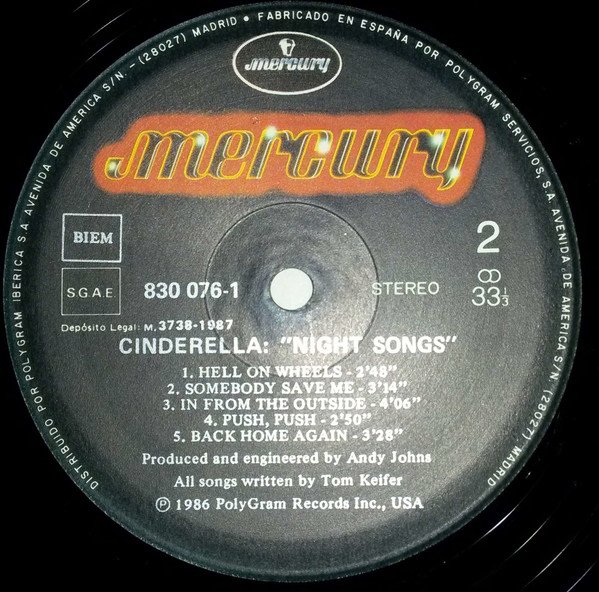 FABRICADO EN ESPAÑA POR POLYGRAM SERVICIOS, S.A. AVENIDA DE AMERICA S/N. (28027) MADRID
DISTRIBUIDO POR POLYGRAM IBERICA S.A. AVENIDA DE AMERICA S/N. - (28027) MADRID •
mercury
mercury
BIEM
2
SGAE
830 076-1
STEREO
33⅓
Depósito Legal: M. 3738-1987
CINDERELLA: "NIGHT SONGS"
1. HELL ON WHEELS - 2'48"
2. SOMEBODY SAVE ME - 3'14"
3. IN FROM THE OUTSIDE - 4'06"
4. PUSH, PUSH - 2'50"
5. BACK HOME AGAIN - 3'28"
Produced and engineered by Andy Johns
All songs written by Tom Keifer
℗ 1986 PolyGram Records Inc., USA